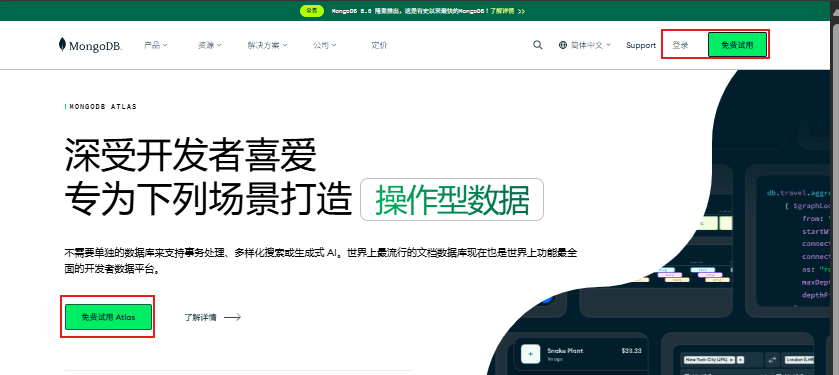 公告 MongoDB 8.0 隆重推出，这是有史以来最快的MongoDB！了解详情 >>
MongoDB. 产品 资源 解决方案 公司 定价 简体中文 Support 登录 免费试用
MONGODB ATLAS
深受开发者喜爱
专为下列场景打造 操作型数据
不需要单独的数据库来支持事务处理、多样化搜索或生成式 AI。世界上最流行的文档数据库现在也是世界上功能最全
面的开发者数据平台。
免费试用 Atlas 了解详情
db.travel.aggre
{ $graphLoo
from: "
startWi
connect
connect
as: "ro
maxDept
depthFi
Snake Plant $33.33
New York City (JFK) London (LHR